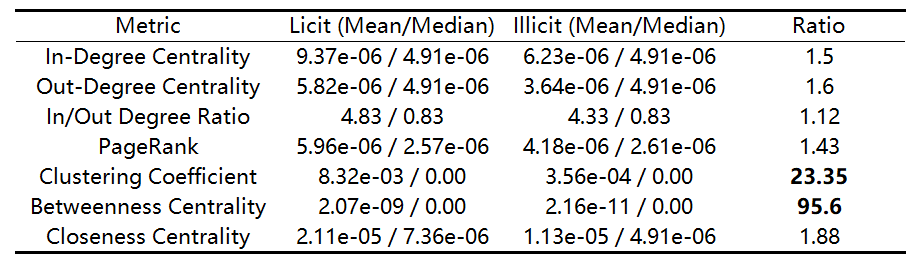 Metric Licit (Mean/Median) Illicit (Mean/Median) Ratio
In-Degree Centrality 9.37e-06 / 4.91e-06 6.23e-06 / 4.91e-06 1.5
Out-Degree Centrality 5.82e-06 / 4.91e-06 3.64e-06 / 4.91e-06 1.6
In/Out Degree Ratio 4.83 / 0.83 4.33 / 0.83 1.12
PageRank 5.96e-06 / 2.57e-06 4.18e-06 / 2.61e-06 1.43
Clustering Coefficient 8.32e-03 / 0.00 3.56e-04 / 0.00 23.35
Betweenness Centrality 2.07e-09 / 0.00 2.16e-11 / 0.00 95.6
Closeness Centrality 2.11e-05 / 7.36e-06 1.13e-05 / 4.91e-06 1.88